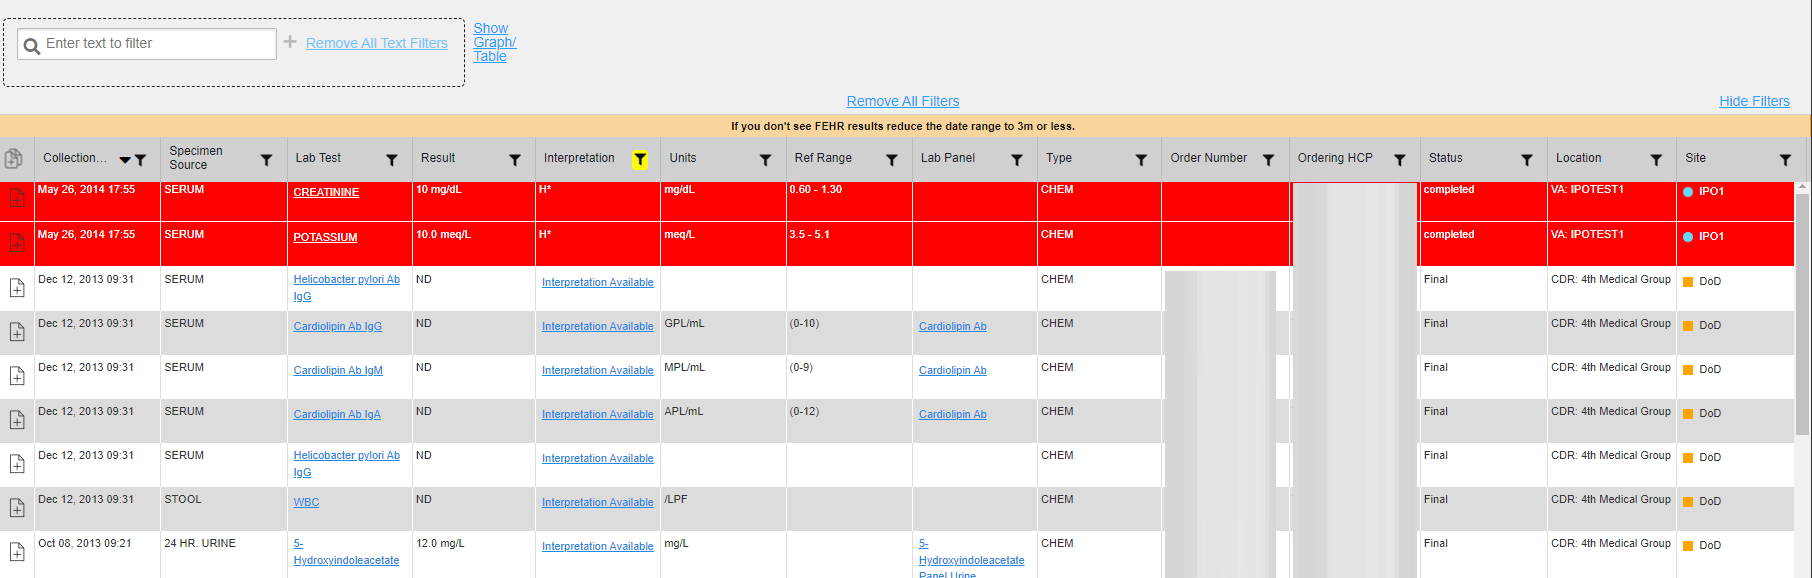 Enter text to filter
Remove All Text Filters
Show
Graph/
Table
Remove All Filters
Hide Filters
If you don't see FEHR results reduce the date range to 3m or less.
Collection... Specimen Source Lab Test Result Interpretation Units Ref Range Lab Panel Type Order Number Ordering HCP Status Location Site
May 26, 2014 17:55 SERUM CREATININE 10 mg/dL H* mg/dL 0.60 - 1.30 CHEM completed VA: IPOTEST1 IPO1
May 26, 2014 17:55 SERUM POTASSIUM 10.0 meq/L H* meq/L 3.5 - 5.1 CHEM completed VA: IPOTEST1 IPO1
Dec 12, 2013 09:31 SERUM Helicobacter pylori Ab IgG ND Interpretation Available CHEM Final CDR: 4th Medical Group DoD
Dec 12, 2013 09:31 SERUM Cardiolipin Ab IgG ND Interpretation Available GPL/mL (0-10) Cardiolipin Ab CHEM Final CDR: 4th Medical Group DoD
Dec 12, 2013 09:31 SERUM Cardiolipin Ab IgM ND Interpretation Available MPL/mL (0-9) Cardiolipin Ab CHEM Final CDR: 4th Medical Group DoD
Dec 12, 2013 09:31 SERUM Cardiolipin Ab IgA ND Interpretation Available APL/mL (0-12) Cardiolipin Ab CHEM Final CDR: 4th Medical Group DoD
Dec 12, 2013 09:31 SERUM Helicobacter pylori Ab IgG ND Interpretation Available CHEM Final CDR: 4th Medical Group DoD
Dec 12, 2013 09:31 STOOL WBC ND Interpretation Available /LPF CHEM Final CDR: 4th Medical Group DoD
Oct 08, 2013 09:21 24 HR. URINE 5-Hydroxyindoleacetate 12.0 mg/L Interpretation Available mg/L 5-Hydroxyindoleacetate Panel Urine CHEM Final CDR: 4th Medical Group DoD